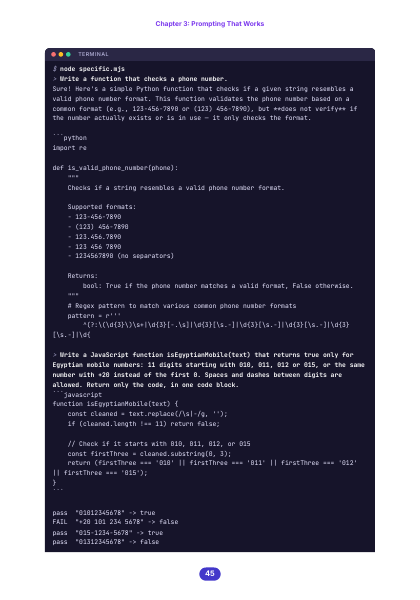 Chapter 3: Prompting That Works
TERMINAL
$ node specific.mjs
> Write a function that checks a phone number.
Sure! Here's a simple Python function that checks if a given string resembles a
valid phone number format. This function validates the phone number based on a
common format (e.g., 123-456-7890 or (123) 456-7890), but **does not verify** if
the number actually exists or is in use — it only checks the format.
```python
import re
def is_valid_phone_number(phone):
"""
Checks if a string resembles a valid phone number format.
Supported formats:
- 123-456-7890
- (123) 456-7890
- 123.456.7890
- 123 456 7890
- 1234567890 (no separators)
Returns:
bool: True if the phone number matches a valid format, False otherwise.
"""
# Regex pattern to match various common phone number formats
pattern = r'''
^(?:\(\d{3}\)\s+|\d{3}[-.\s]|\d{3}[\s.-]|\d{3}[\s.-]|\d{3}[\s.-]|\d{3}
[\s.-]|\d{
> Write a JavaScript function isEgyptianMobile(text) that returns true only for
Egyptian mobile numbers: 11 digits starting with 010, 011, 012 or 015, or the same
number with +20 instead of the first 0. Spaces and dashes between digits are
allowed. Return only the code, in one code block.
```javascript
function isEgyptianMobile(text) {
const cleaned = text.replace(/\s|-/g, '');
if (cleaned.length !== 11) return false;
// Check if it starts with 010, 011, 012, or 015
const firstThree = cleaned.substring(0, 3);
return (firstThree === '010' || firstThree === '011' || firstThree === '012'
|| firstThree === '015');
}
```
pass "01012345678" -> true
FAIL "+20 101 234 5678" -> false
pass "015-1234-5678" -> true
pass "01312345678" -> false
45